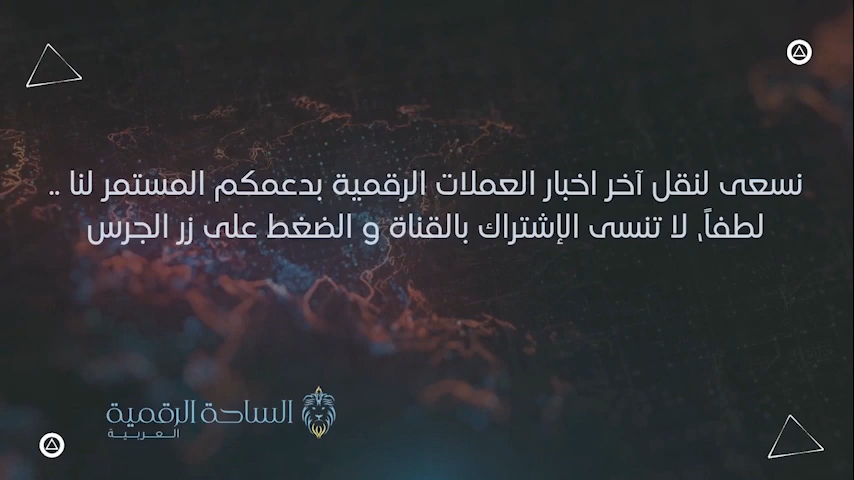 نسعى لنقل آخر اخبار العملات الرقمية بدعمكم المستمر لنا ..
لطفاً، لا تنسى الإشتراك بالقناة و الضغط على زر الجرس
الساحة الرقمية
العربية